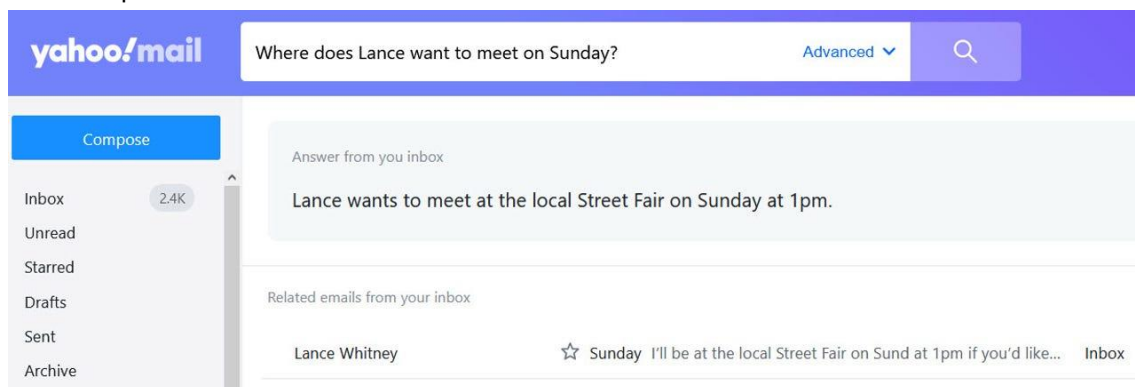 yahoo!mail
Where does Lance want to meet on Sunday? Advanced
Compose
Answer from you inbox
Lance wants to meet at the local Street Fair on Sunday at 1pm.
Inbox 2.4K
Unread
Starred
Drafts
Sent
Archive
Related emails from your inbox
Lance Whitney Sunday I'll be at the local Street Fair on Sund at 1pm if you'd like... Inbox